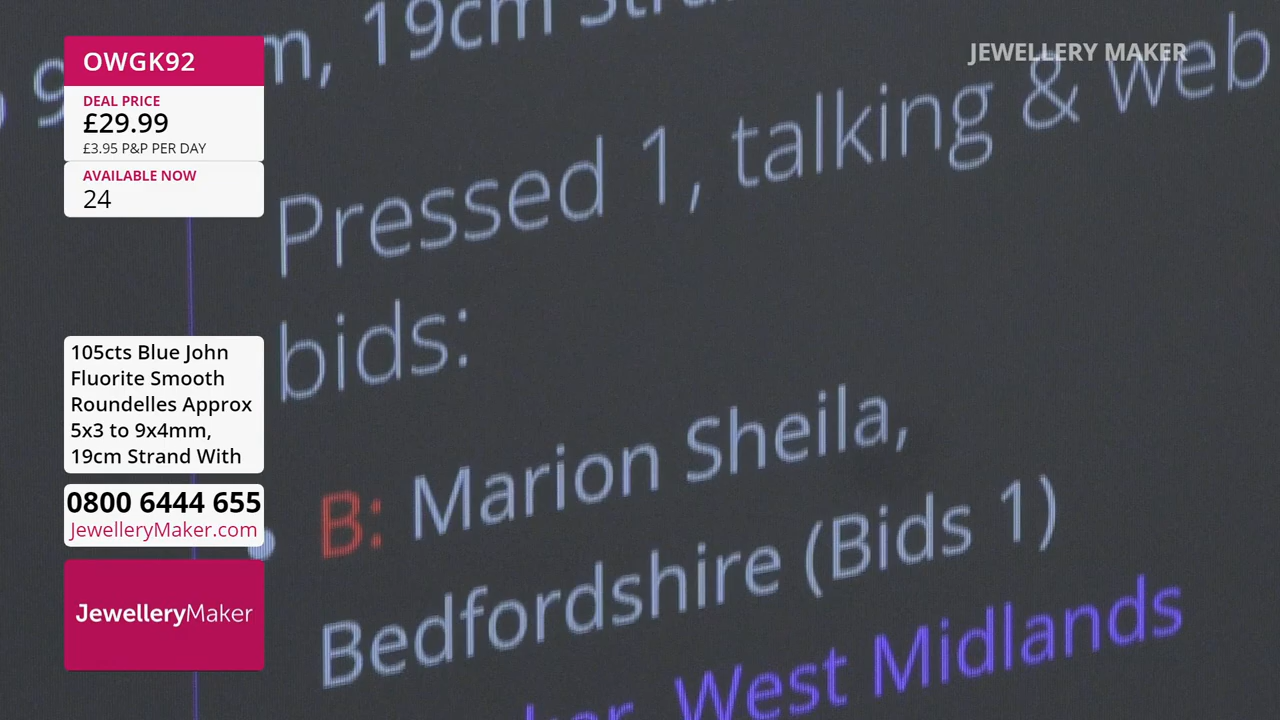 OWGK92
DEAL PRICE
£29.99
£3.95 P&P PER DAY
AVAILABLE NOW
24
105cts Blue John
Fluorite Smooth
Roundelles Approx
5x3 to 9x4mm,
19cm Strand With
0800 6444 655
JewelleryMaker.com
JewelleryMaker
JEWELLERY MAKER
19cm
Pressed 1, talking & web
bids:
B: Marion Sheila,
Bedfordshire (Bids 1)
West Midlands